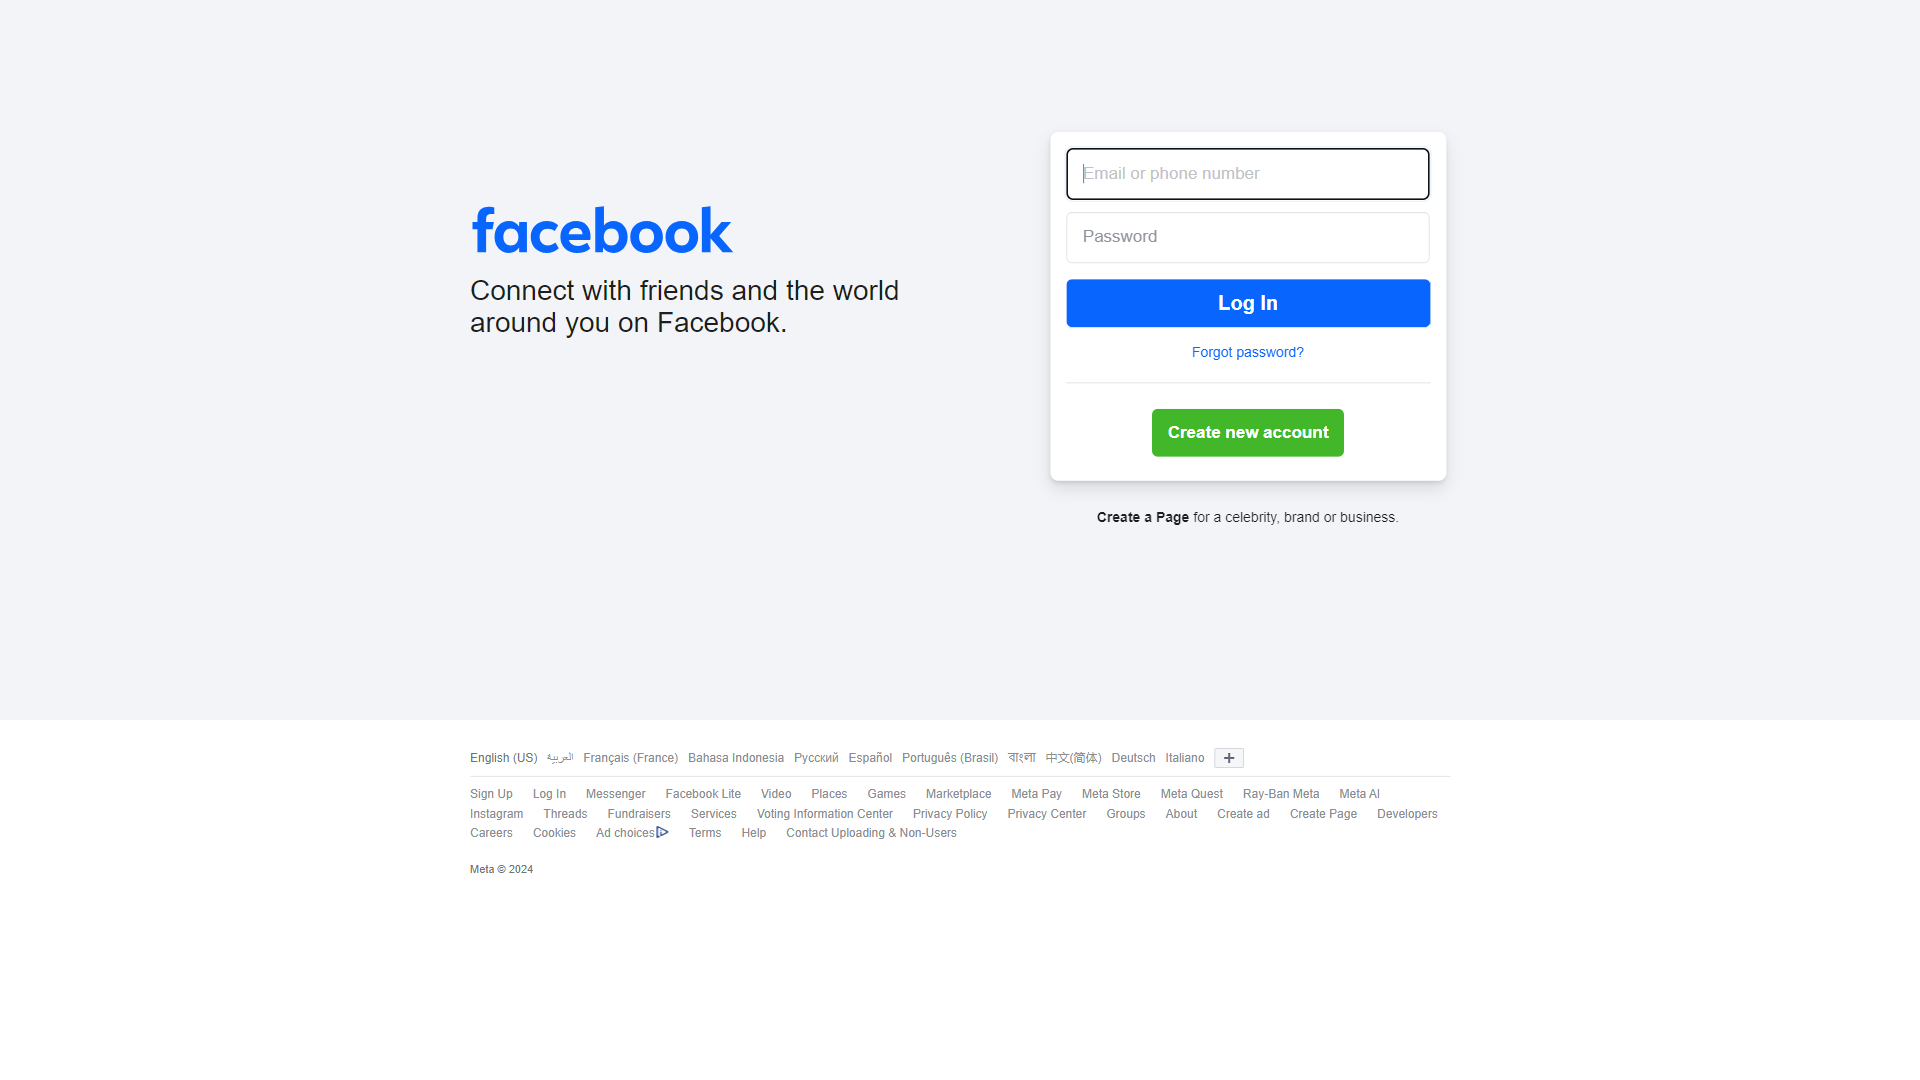 facebook
Connect with friends and the world
around you on Facebook.
Email or phone number
Password
Log In
Forgot password?
Create new account
Create a Page for a celebrity, brand or business.
English (US) العربية Français (France) Bahasa Indonesia Русский Español Português (Brasil) বাংলা 中文(简体) Deutsch Italiano
Sign Up Log In Messenger Facebook Lite Video Places Games Marketplace Meta Pay Meta Store Meta Quest Ray-Ban Meta Meta AI
Instagram Threads Fundraisers Services Voting Information Center Privacy Policy Privacy Center Groups About Create ad Create Page Developers
Careers Cookies Ad choices Terms Help Contact Uploading & Non-Users
Meta © 2024